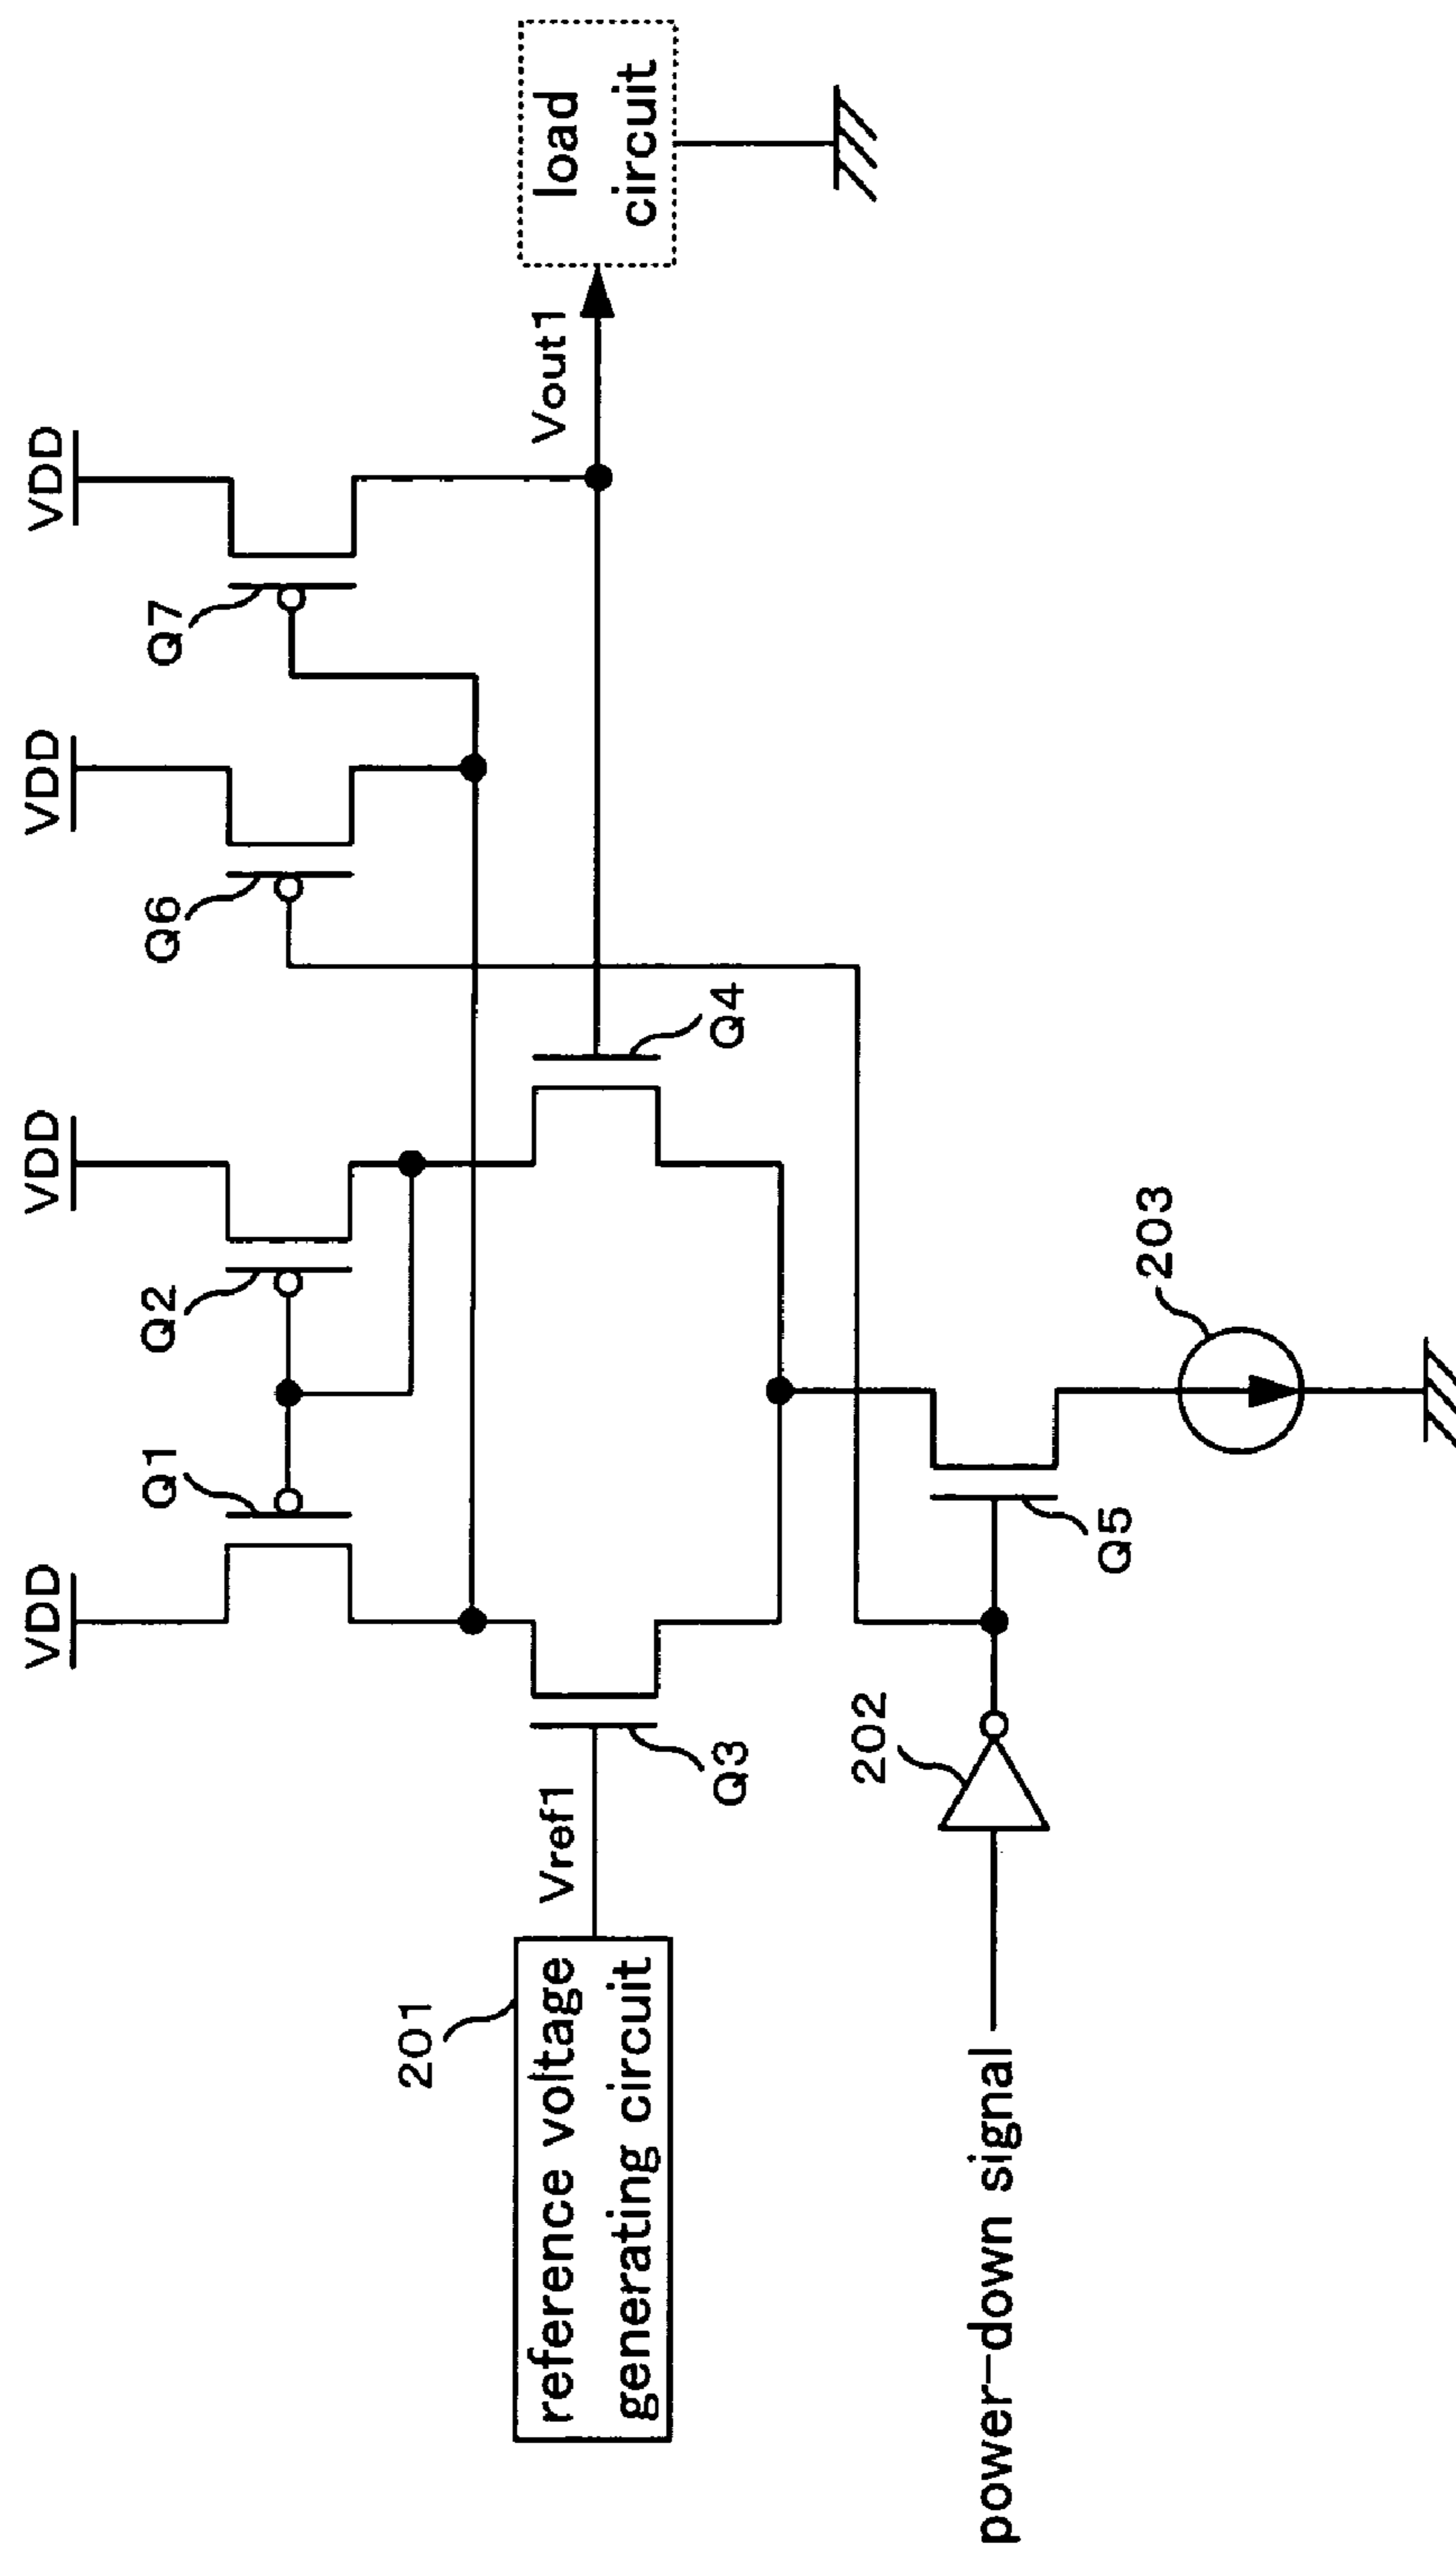 VDD
VDD
VDD
VDD
Q1
Q2
Q6
Q7
201
reference voltage
generating circuit
Vref1
Q3
Q4
Vout1
load
circuit
202
power-down signal
Q5
203